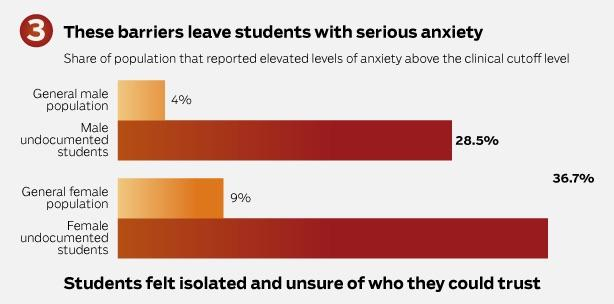 3
These barriers leave students with serious anxiety
Share of population that reported elevated levels of anxiety above the clinical cutoff level
General male
population
4%
Male
undocumented
students
28.5%
General female
population
9%
36.7%
Female
undocumented
students
Students felt isolated and unsure of who they could trust